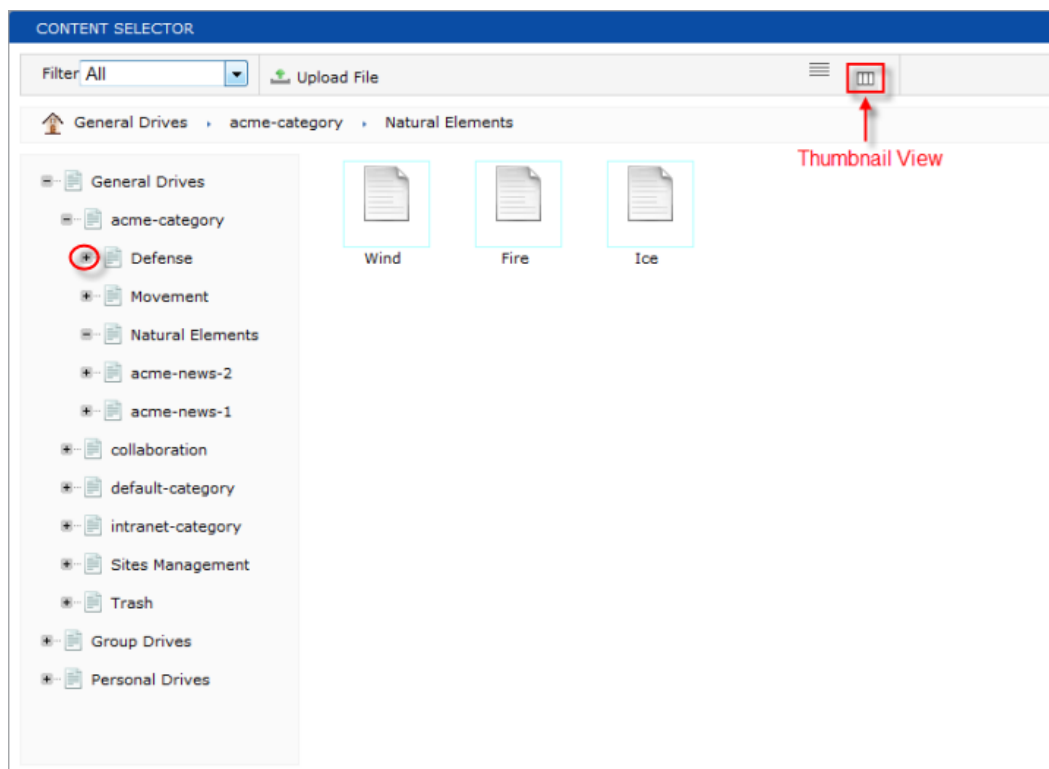 CONTENT SELECTOR
Filter All Upload File
General Drives acme-category Natural Elements
Thumbnail View
General Drives
acme-category
Defense
Movement
Natural Elements
acme-news-2
acme-news-1
collaboration
default-category
intranet-category
Sites Management
Trash
Group Drives
Personal Drives
Wind Fire Ice